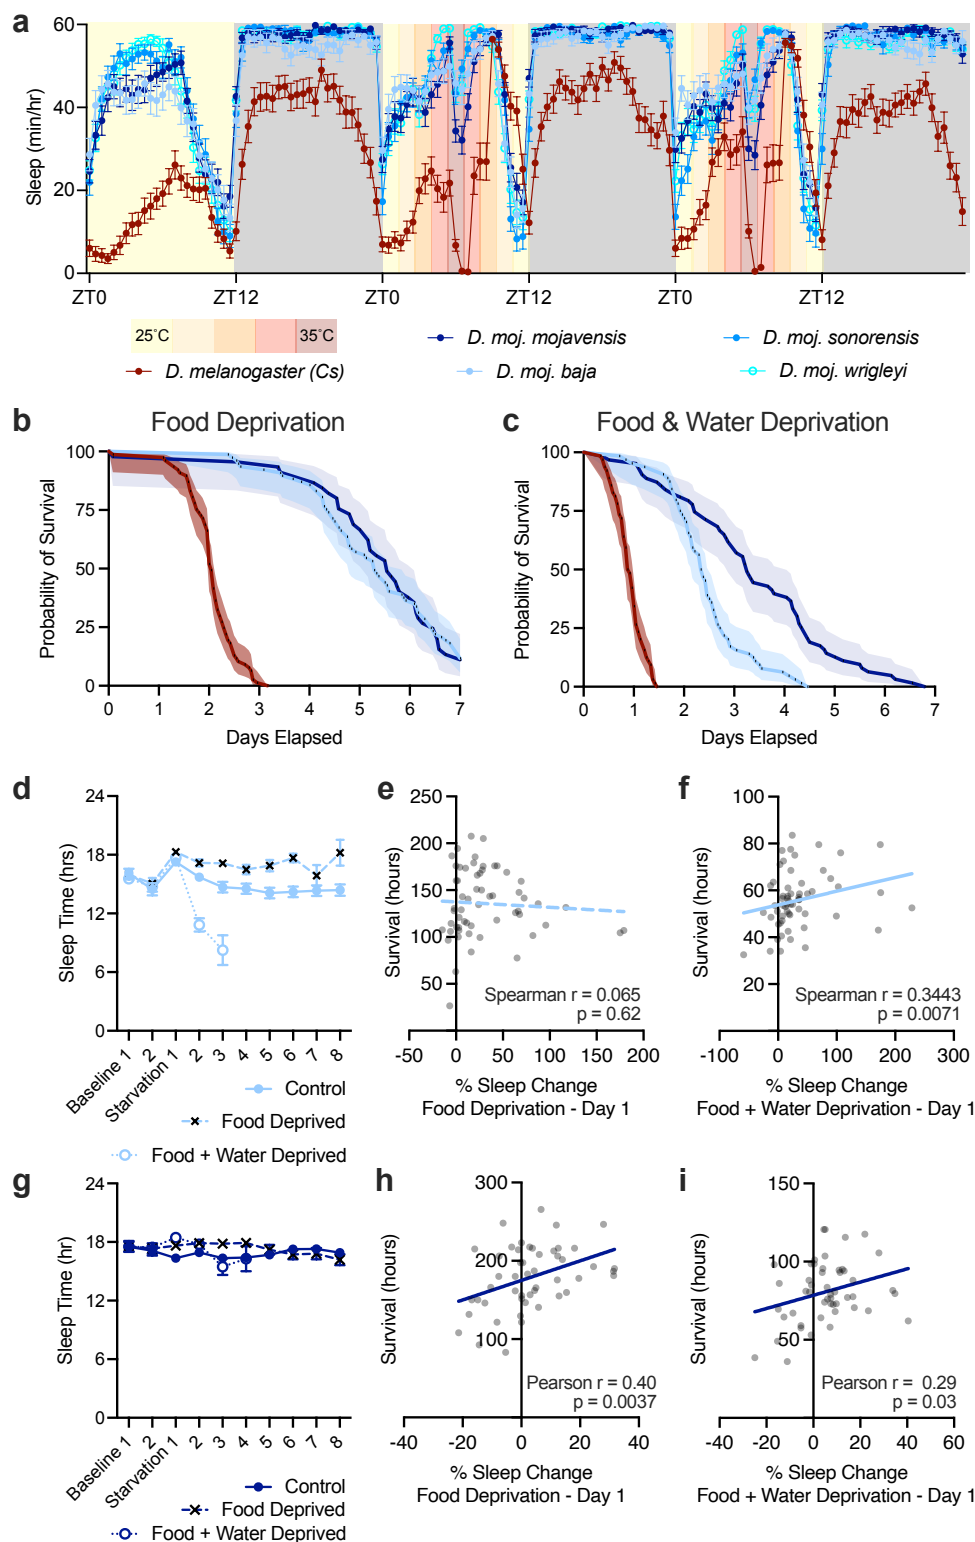 a
Sleep (min/hr)
60
40
20
0
ZT0
ZT12
ZT0
ZT12
ZT0
ZT12
25°C
35°C
D. melanogaster (Cs)
D. moj. mojavensis
D. moj. sonorensis
D. moj. baja
D. moj. wrigleyi
b
Food Deprivation
Probability of Survival
100
75
50
25
0
0 1 2 3 4 5 6 7
Days Elapsed
c
Food & Water Deprivation
Probability of Survival
100
75
50
25
0
0 1 2 3 4 5 6 7
Days Elapsed
d
Sleep Time (hrs)
24
18
12
6
0
Baseline 1
2
Starvation 1
2
3
4
5
6
7
8
Control
Food Deprived
Food + Water Deprived
e
Survival (hours)
250
200
150
100
50
Spearman r = 0.065
p = 0.62
-50 0 50 100 150 200
% Sleep Change
Food Deprivation - Day 1
f
Survival (hours)
100
80
60
40
20
Spearman r = 0.3443
p = 0.0071
-100 0 100 200 300
% Sleep Change
Food + Water Deprivation - Day 1
g
Sleep Time (hr)
24
18
12
6
0
Baseline 1
2
Starvation 1
2
3
4
5
6
7
8
Control
Food Deprived
Food + Water Deprived
h
Survival (hours)
300
200
100
Pearson r = 0.40
p = 0.0037
-40 -20 0 20 40
% Sleep Change
Food Deprivation - Day 1
i
Survival (hours)
150
100
50
Pearson r = 0.29
p = 0.03
-40 -20 0 20 40 60
% Sleep Change
Food + Water Deprivation - Day 1